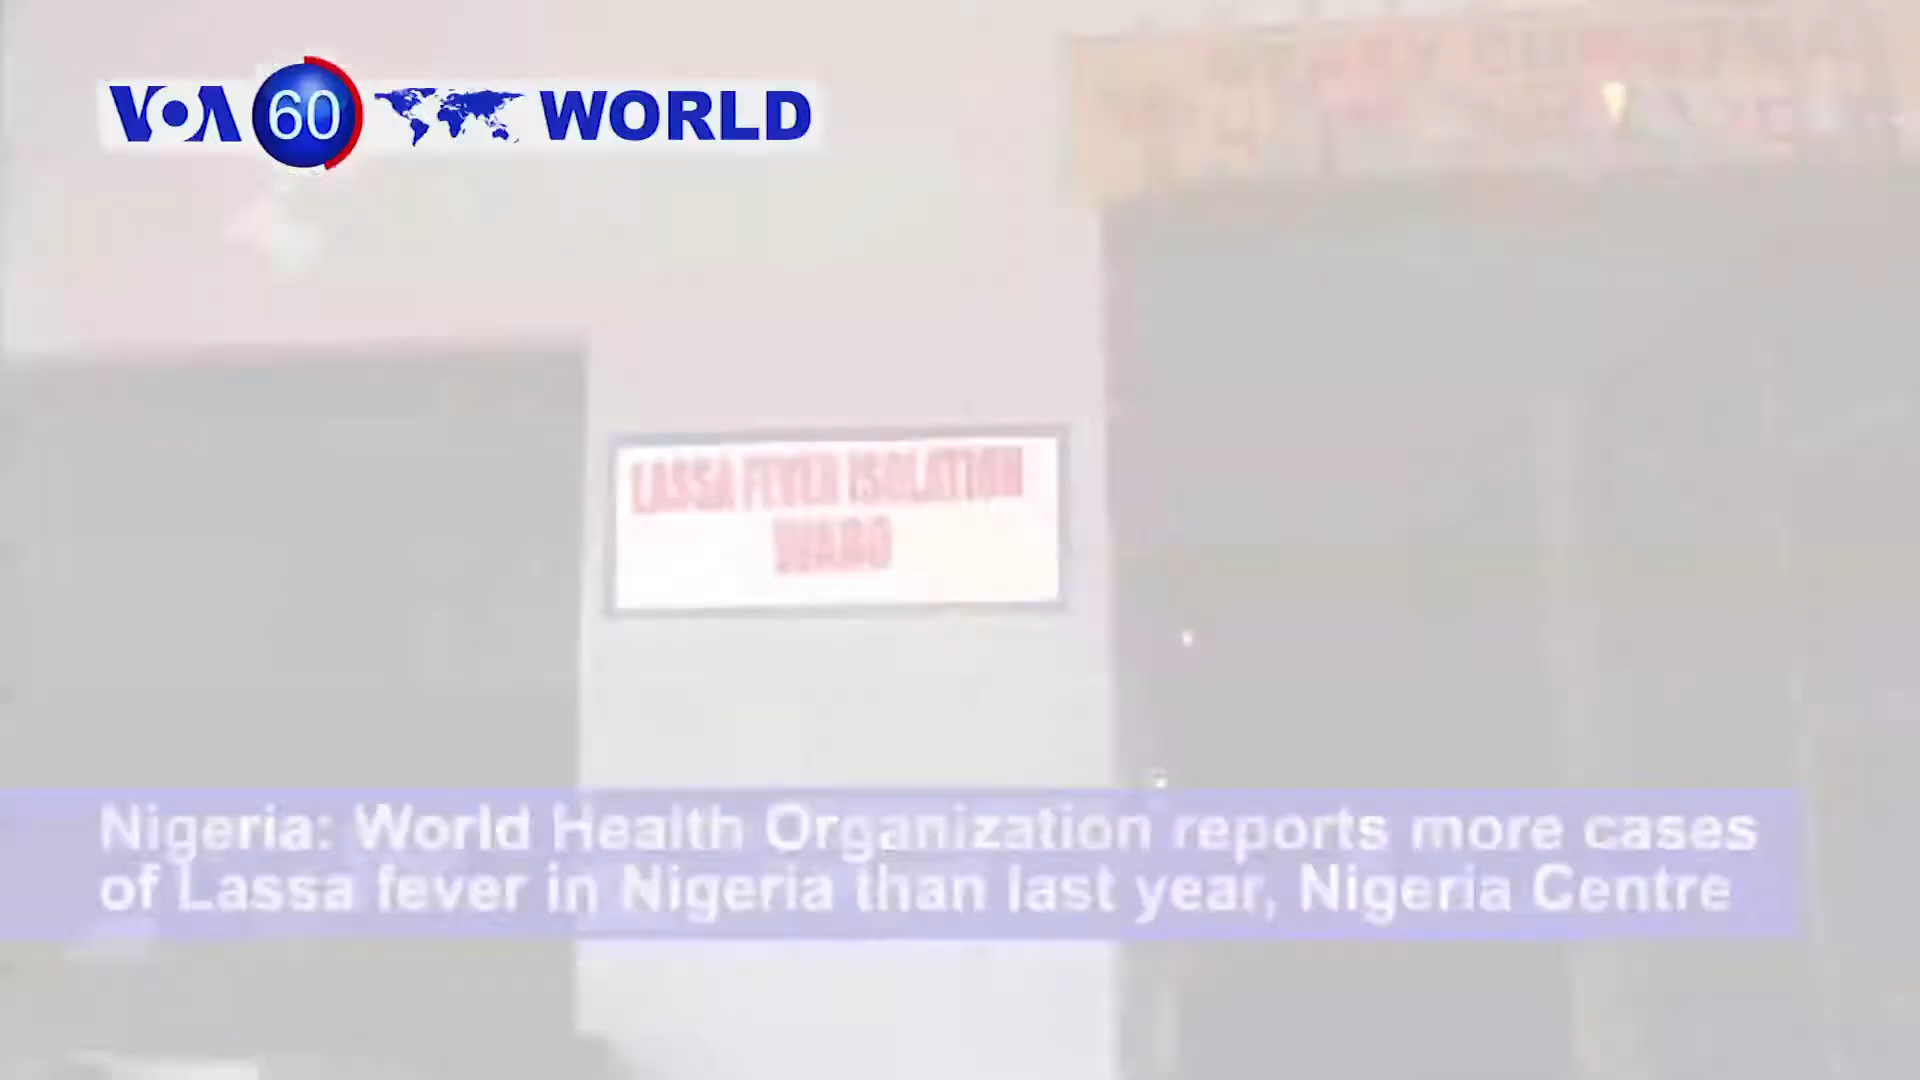 VOA 60 WORLD
LASSA FEVER ISOLATION
WARD
Nigeria: World Health Organization reports more cases
of Lassa fever in Nigeria than last year, Nigeria Centre